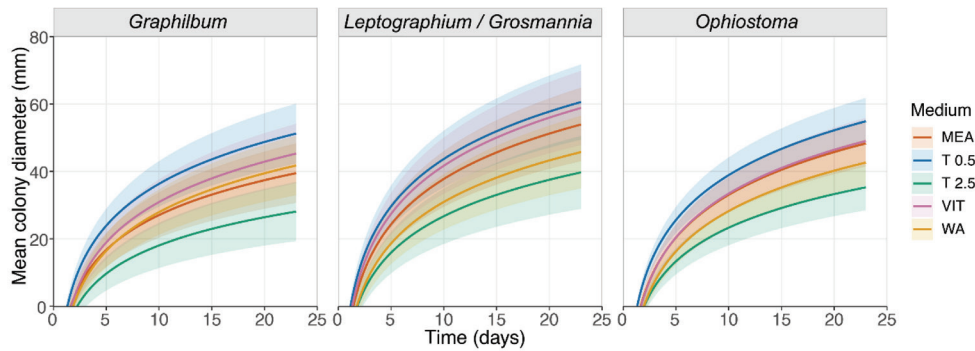 Graphilbum
Leptographium / Grosmannia
Ophiostoma
Mean colony diameter (mm)
80
60
40
20
0
0 5 10 15 20 25
0 5 10 15 20 25
0 5 10 15 20 25
Time (days)
Medium
MEA
T 0.5
T 2.5
VIT
WA